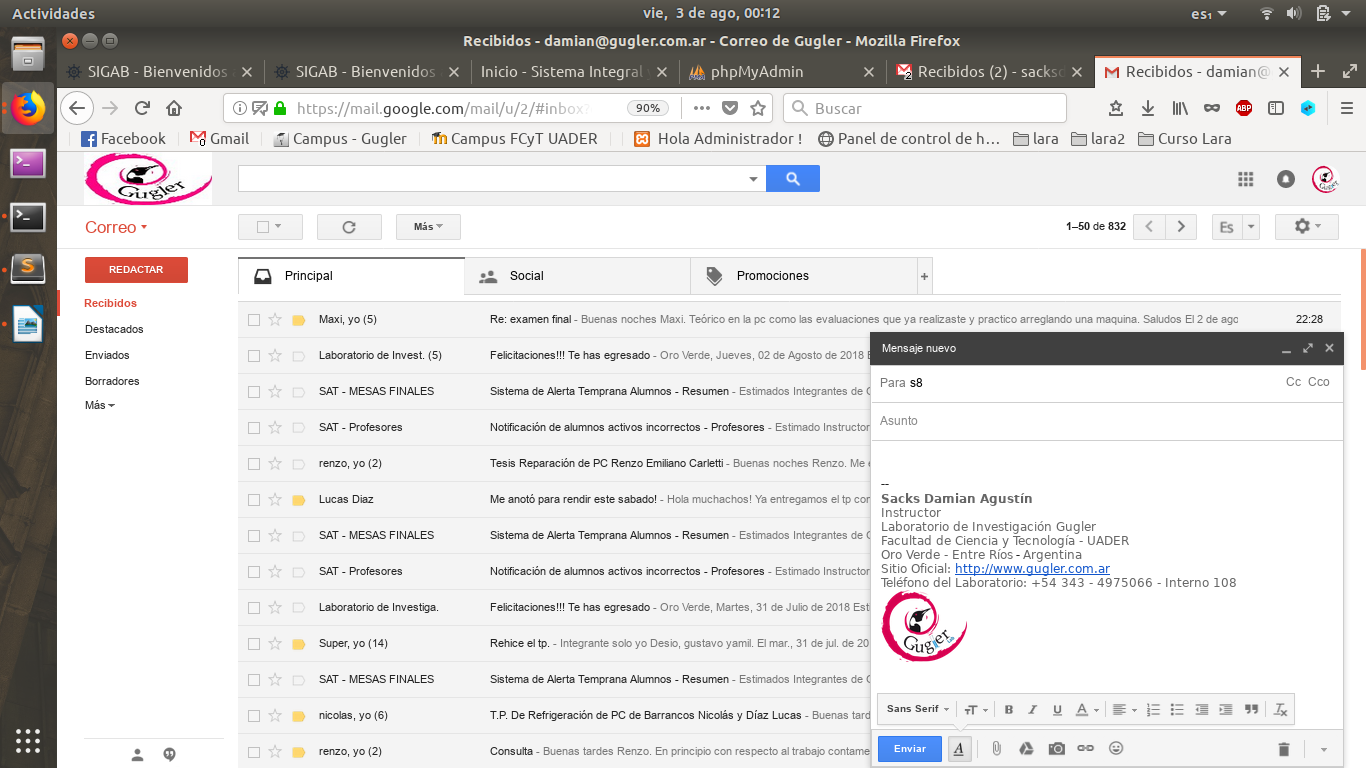 Actividades
vie, 3 de ago, 00:12
es₁
Recibidos - damian@gugler.com.ar - Correo de Gugler - Mozilla Firefox
SIGAB - Bienvenidos
SIGAB - Bienvenidos
Inicio - Sistema Integral
phpMyAdmin
Recibidos (2) - sacksd
Recibidos - damian@
https://mail.google.com/mail/u/2/#inbox?
90%
Buscar
ABP
Facebook
Gmail
Campus - Gugler
Campus FCyT UADER
Hola Administrador !
Panel de control de h…
lara
lara2
Curso Lara
Gugler
Correo
Más
1–50 de 832
Es
REDACTAR
Recibidos
Destacados
Enviados
Borradores
Más
Principal
Social
Promociones
+
Maxi, yo (5) Re: examen final - Buenas noches Maxi. Teórico en la pc como las evaluaciones que ya realizaste y practico arreglando una maquina. Saludos El 2 de ago 22:28
Laboratorio de Invest. (5) Felicitaciones!!! Te has egresado - Oro Verde, Jueves, 02 de Agosto de 2018
SAT - MESAS FINALES Sistema de Alerta Temprana Alumnos - Resumen - Estimados Integrantes de
SAT - Profesores Notificación de alumnos activos incorrectos - Profesores - Estimado Instructor
renzo, yo (2) Tesis Reparación de PC Renzo Emiliano Carletti - Buenas noches Renzo. Me
Lucas Diaz Me anotó para rendir este sabado! - Hola muchachos! Ya entregamos el tp
SAT - MESAS FINALES Sistema de Alerta Temprana Alumnos - Resumen - Estimados Integrantes de
SAT - Profesores Notificación de alumnos activos incorrectos - Profesores - Estimado Instructor
Laboratorio de Investiga. Felicitaciones!!! Te has egresado - Oro Verde, Martes, 31 de Julio de 2018
Super, yo (14) Rehice el tp. - Integrante solo yo Desio, gustavo yamil. El mar., 31 de jul. de 20
SAT - MESAS FINALES Sistema de Alerta Temprana Alumnos - Resumen - Estimados Integrantes de
nicolas, yo (6) T.P. De Refrigeración de PC de Barrancos Nicolás y Díaz Lucas - Buenas
renzo, yo (2) Consulta - Buenas tardes Renzo. En principio con respecto al trabajo
Mensaje nuevo
Para s8
Cc Cco
Asunto
--
Sacks Damian Agustín
Instructor
Laboratorio de Investigación Gugler
Facultad de Ciencia y Tecnología - UADER
Oro Verde - Entre Ríos - Argentina
Sitio Oficial: http://www.gugler.com.ar
Teléfono del Laboratorio: +54 343 - 4975066 - Interno 108
Gugler
Sans Serif
Enviar